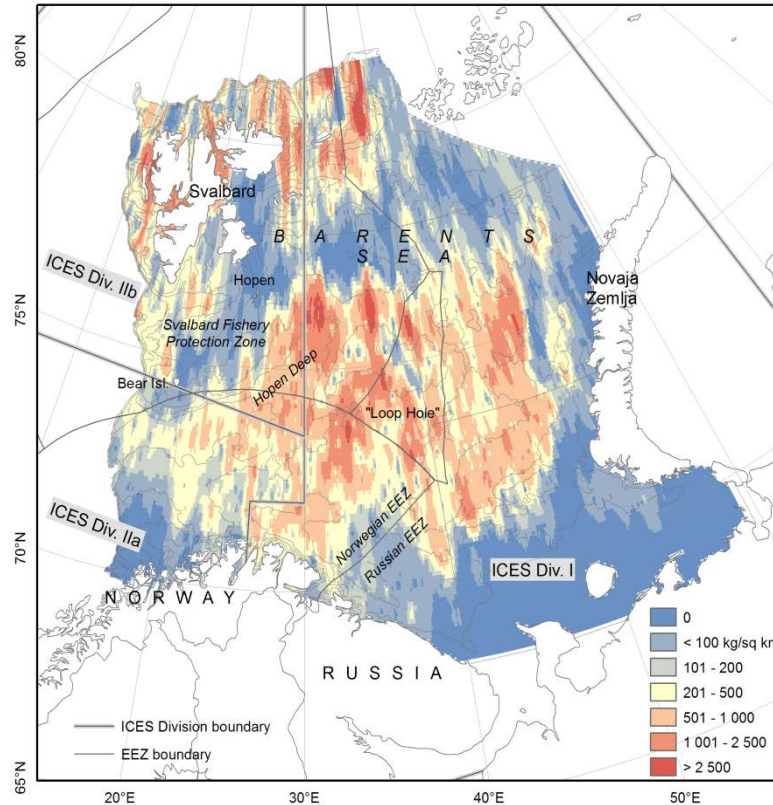 80°N
Svalbard
B A R E N T S
S E A
ICES Div. IIb
Hopen
Novaja
Zemlja
75°N
Svalbard Fishery
Protection Zone
Hopen Deep
Bear Isl.
"Loop Hole"
ICES Div. IIa
70°N
Norwegian EEZ
Russian EEZ
ICES Div. I
N O R W A Y
R U S S I A
0
< 100 kg/sq km
101 - 200
201 - 500
501 - 1 000
1 001 - 2 500
> 2 500
ICES Division boundary
EEZ boundary
65°N
20°E
30°E
40°E
50°E